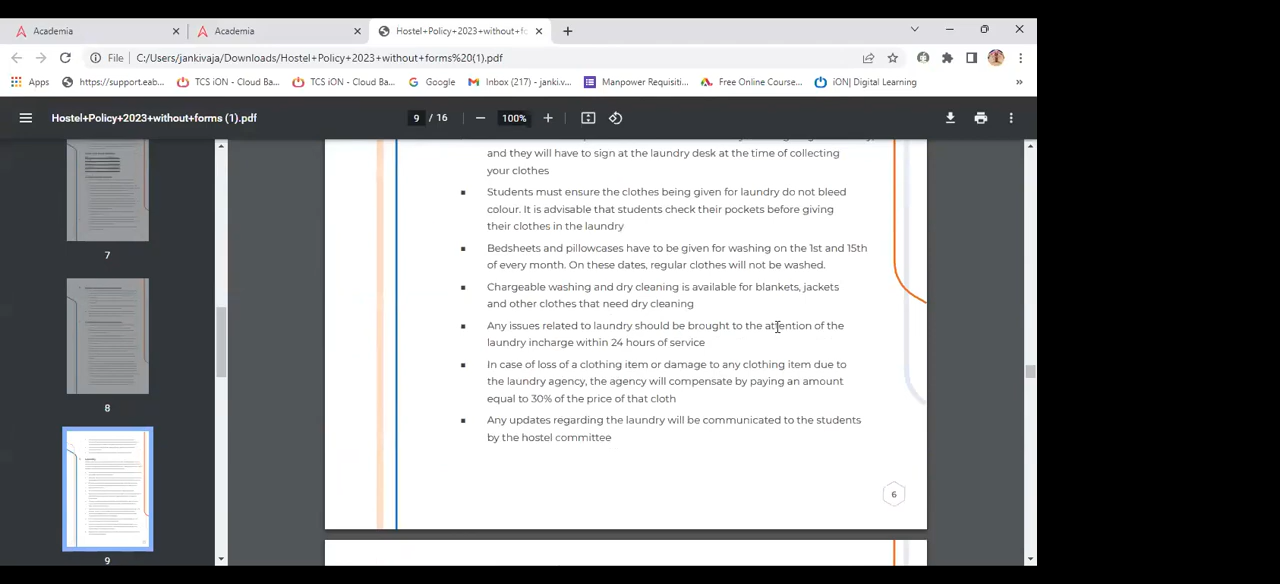 Academia
Academia
Hostel+Policy+2023+without+fo
File C:/Users/jankivaja/Downloads/Hostel+Policy+2023+without+forms%20(1).pdf
Apps https://support.eab... TCS iON - Cloud Ba... TCS iON - Cloud Ba... Google Inbox (217) - janki.v... Manpower Requisiti... Free Online Course... iON| Digital Learning »
Hostel+Policy+2023+without+forms (1).pdf 9 / 16 100%
and they will have to sign at the laundry desk at the time of collecting
your clothes
Students must ensure the clothes being given for laundry do not bleed
colour. It is advisable that students check their pockets before giving
their clothes in the laundry
Bedsheets and pillowcases have to be given for washing on the 1st and 15th
of every month. On these dates, regular clothes will not be washed.
Chargeable washing and dry cleaning is available for blankets, jackets
and other clothes that need dry cleaning
Any issues related to laundry should be brought to the attention of the
laundry incharge within 24 hours of service
In case of loss of a clothing item or damage to any clothing item due to
the laundry agency, the agency will compensate by paying an amount
equal to 30% of the price of that cloth
Any updates regarding the laundry will be communicated to the students
by the hostel committee
6
7
8
9